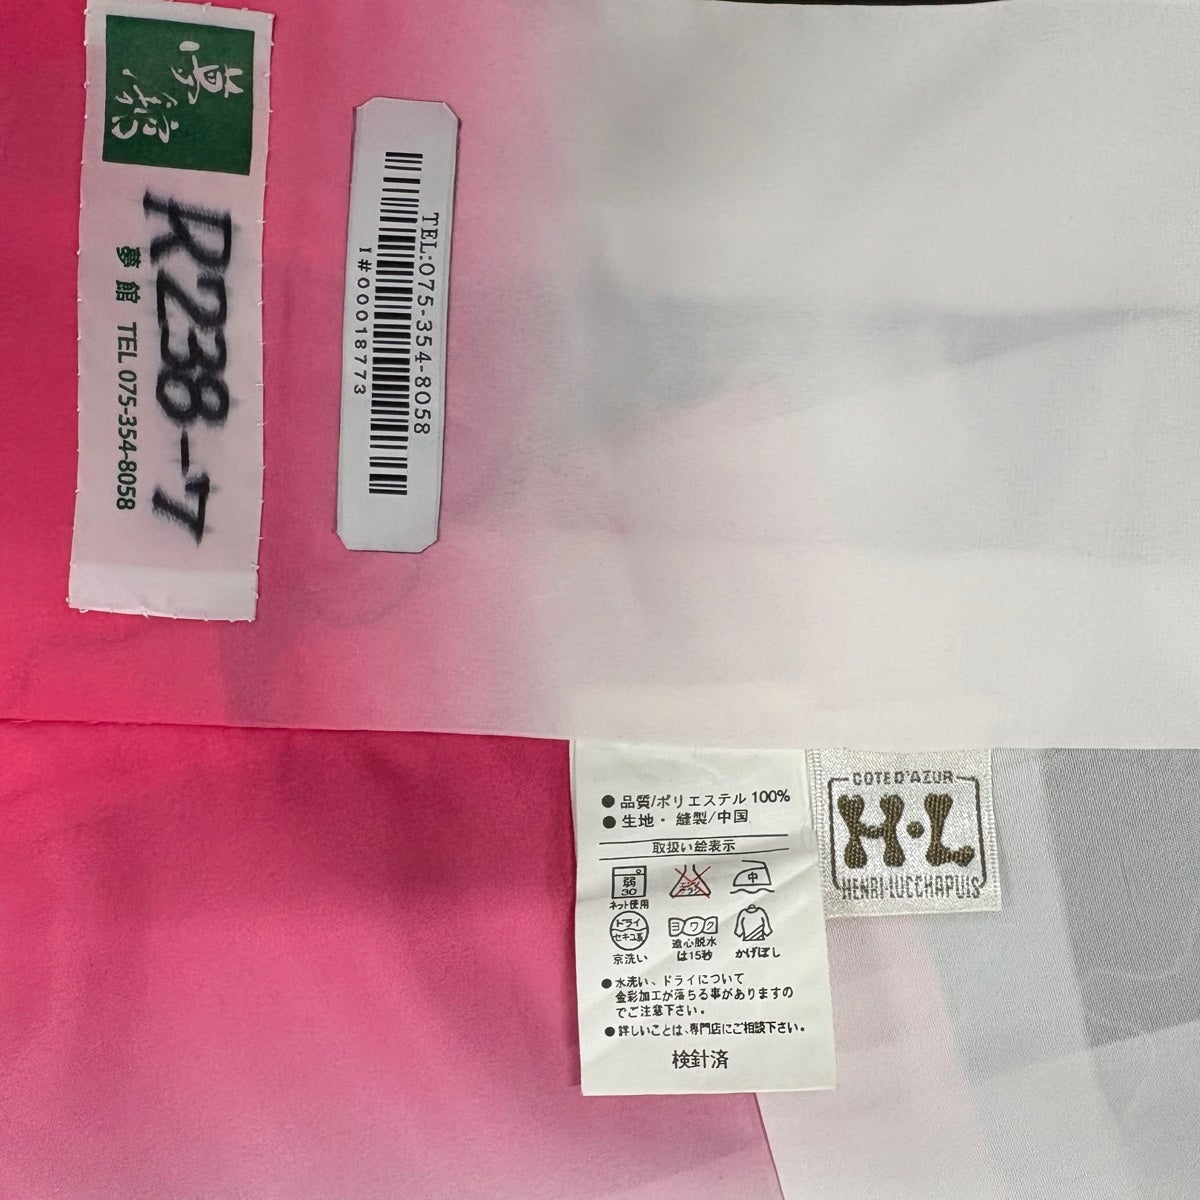 夢館
R238-7
夢館 TEL 075-354-8058
TEL:075-354-8058
I#00018773
● 品質/ポリエステル 100%
● 生地・縫製/中国
取扱い絵表示
弱
30
ネット使用
中
ドライ
セキユ系
京洗い
ヨワク
遠心脱水
は15秒
かげぼし
● 水洗い、ドライについて
金彩加工が落ちる事がありますの
でご注意下さい。
● 詳しいことは、専門店にご相談下さい。
検針済
COTE D'AZUR
H·L
HENRI·LUCCHAPUIS